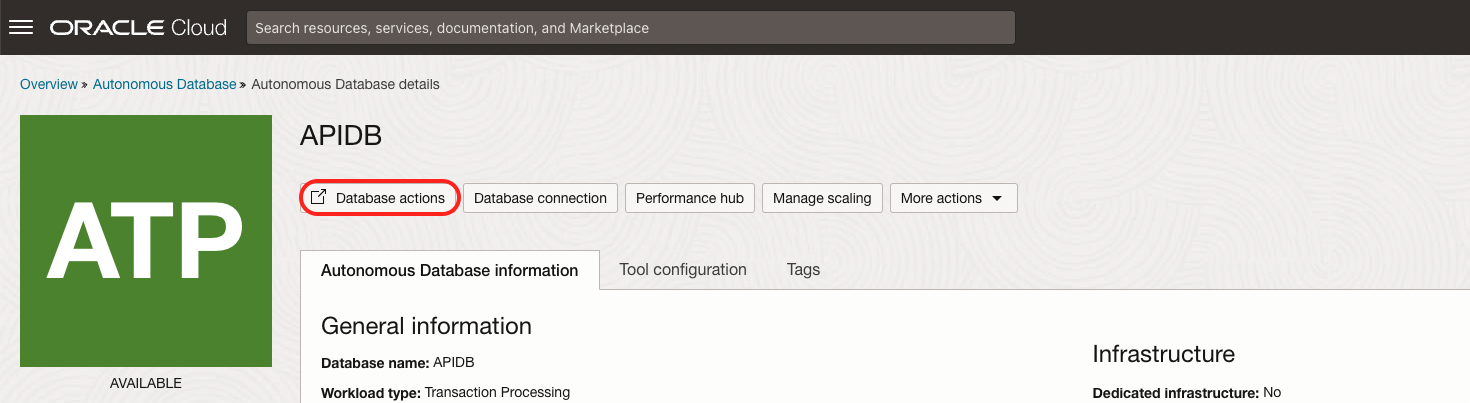 ORACLE Cloud
Search resources, services, documentation, and Marketplace
Overview » Autonomous Database » Autonomous Database details
ATP
AVAILABLE
APIDB
Database actions
Database connection
Performance hub
Manage scaling
More actions
Autonomous Database information
Tool configuration
Tags
General information
Database name: APIDB
Workload type: Transaction Processing
Infrastructure
Dedicated infrastructure: No